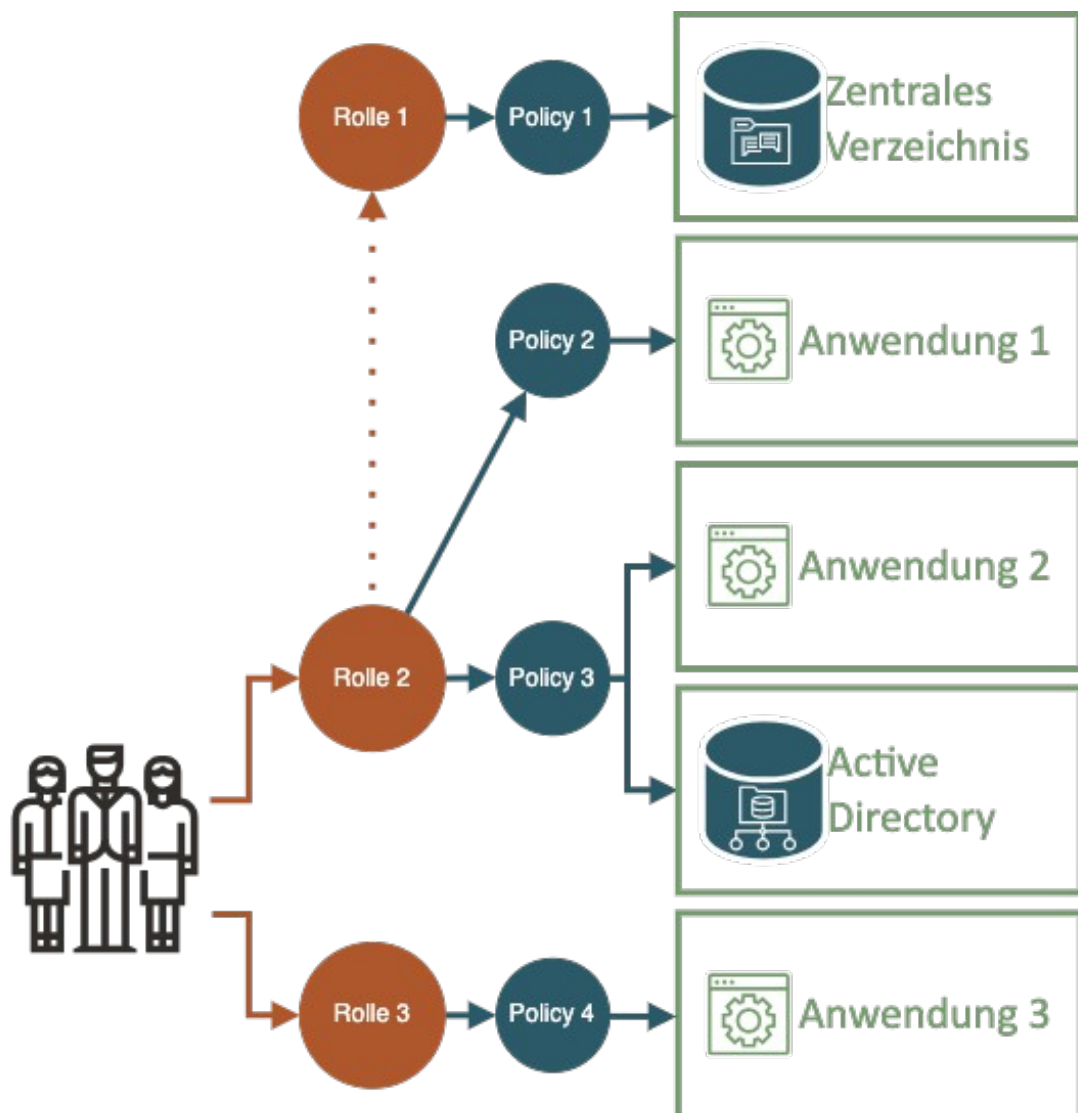 Rolle 1
Policy 1
Zentrales
Verzeichnis
Policy 2
Anwendung 1
Anwendung 2
Rolle 2
Policy 3
Active
Directory
Rolle 3
Policy 4
Anwendung 3